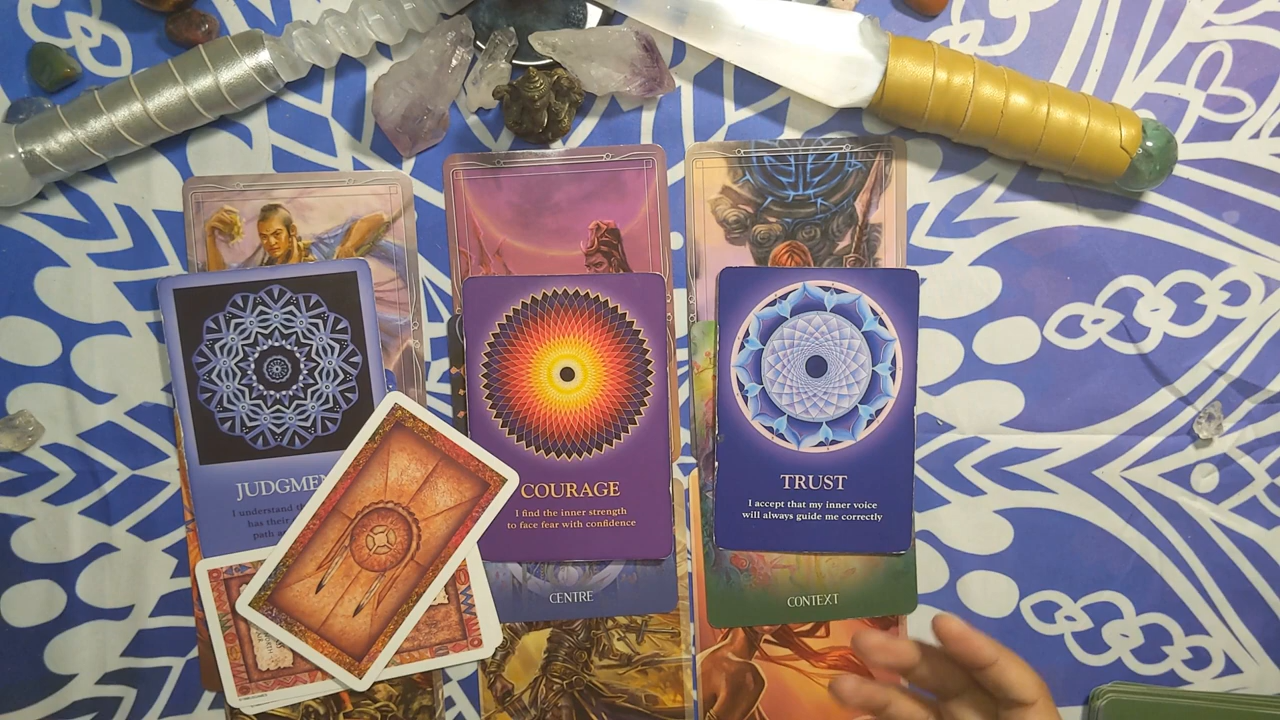 JUDGMEN
I understand th
has their
path a
COURAGE
I find the inner strength
to face fear with confidence
TRUST
I accept that my inner voice
will always guide me correctly
CENTRE
CONTEXT